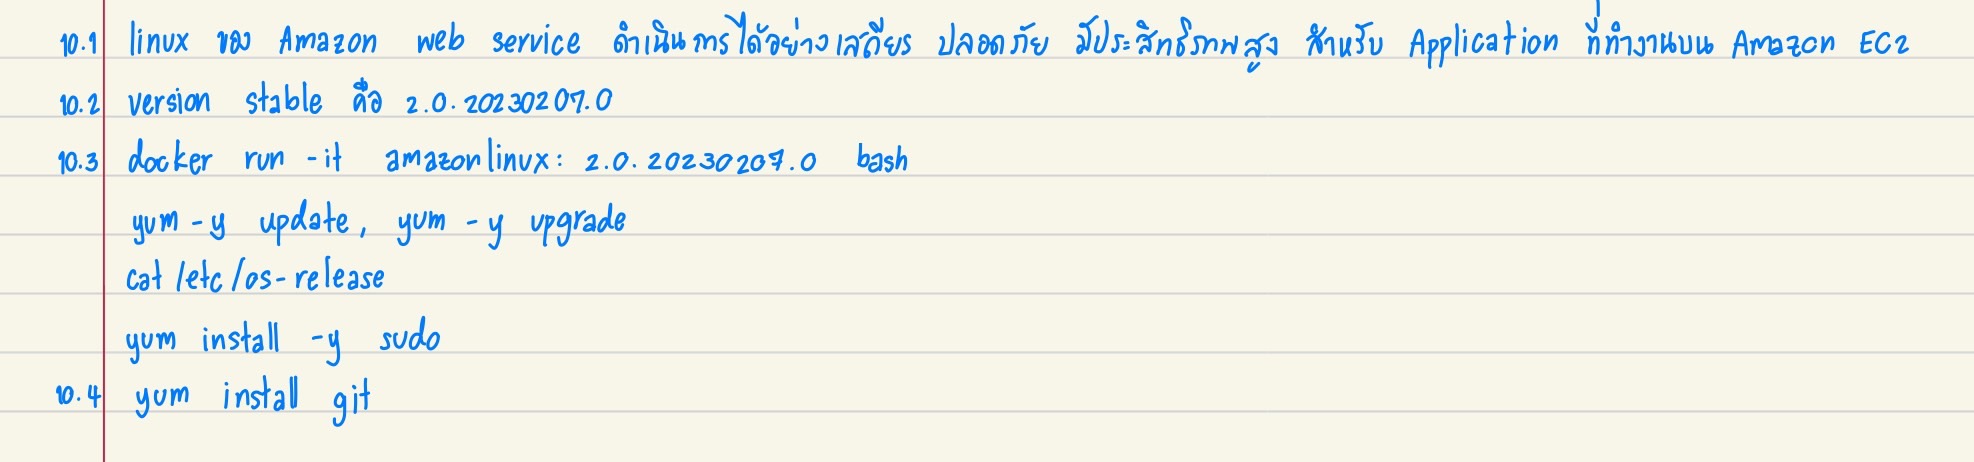 10.1 linux ของ Amazon web service ดำเนินการได้อย่างเสถียร ปลอดภัย มีประสิทธิภาพสูง สำหรับ Application ที่ทำงานบน Amazon EC2
10.2 version stable คือ 2.0.20230207.0
10.3 docker run -it amazonlinux: 2.0.20230207.0 bash
yum -y update, yum -y upgrade
cat /etc/os-release
yum install -y sudo
10.4 yum install git